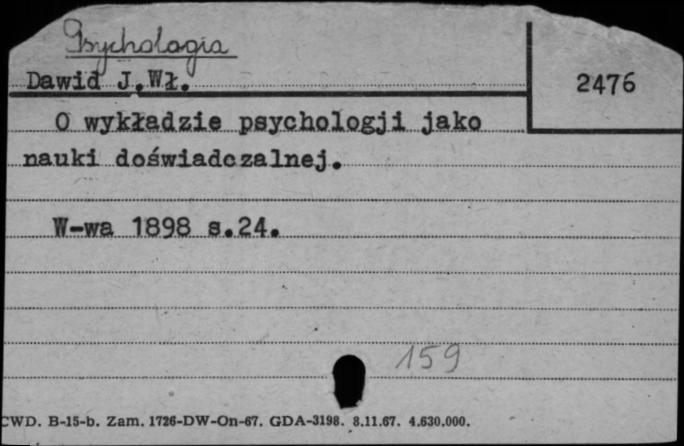 Psychologia
Dawid J.Wł.
2476
O wykładzie psychologji jako
nauki doświadczalnej.
W-wa 1898 s.24.
159
CWD. B-15-b. Zam. 1726-DW-On-67. GDA-3198. 8.11.67. 4.630.000.